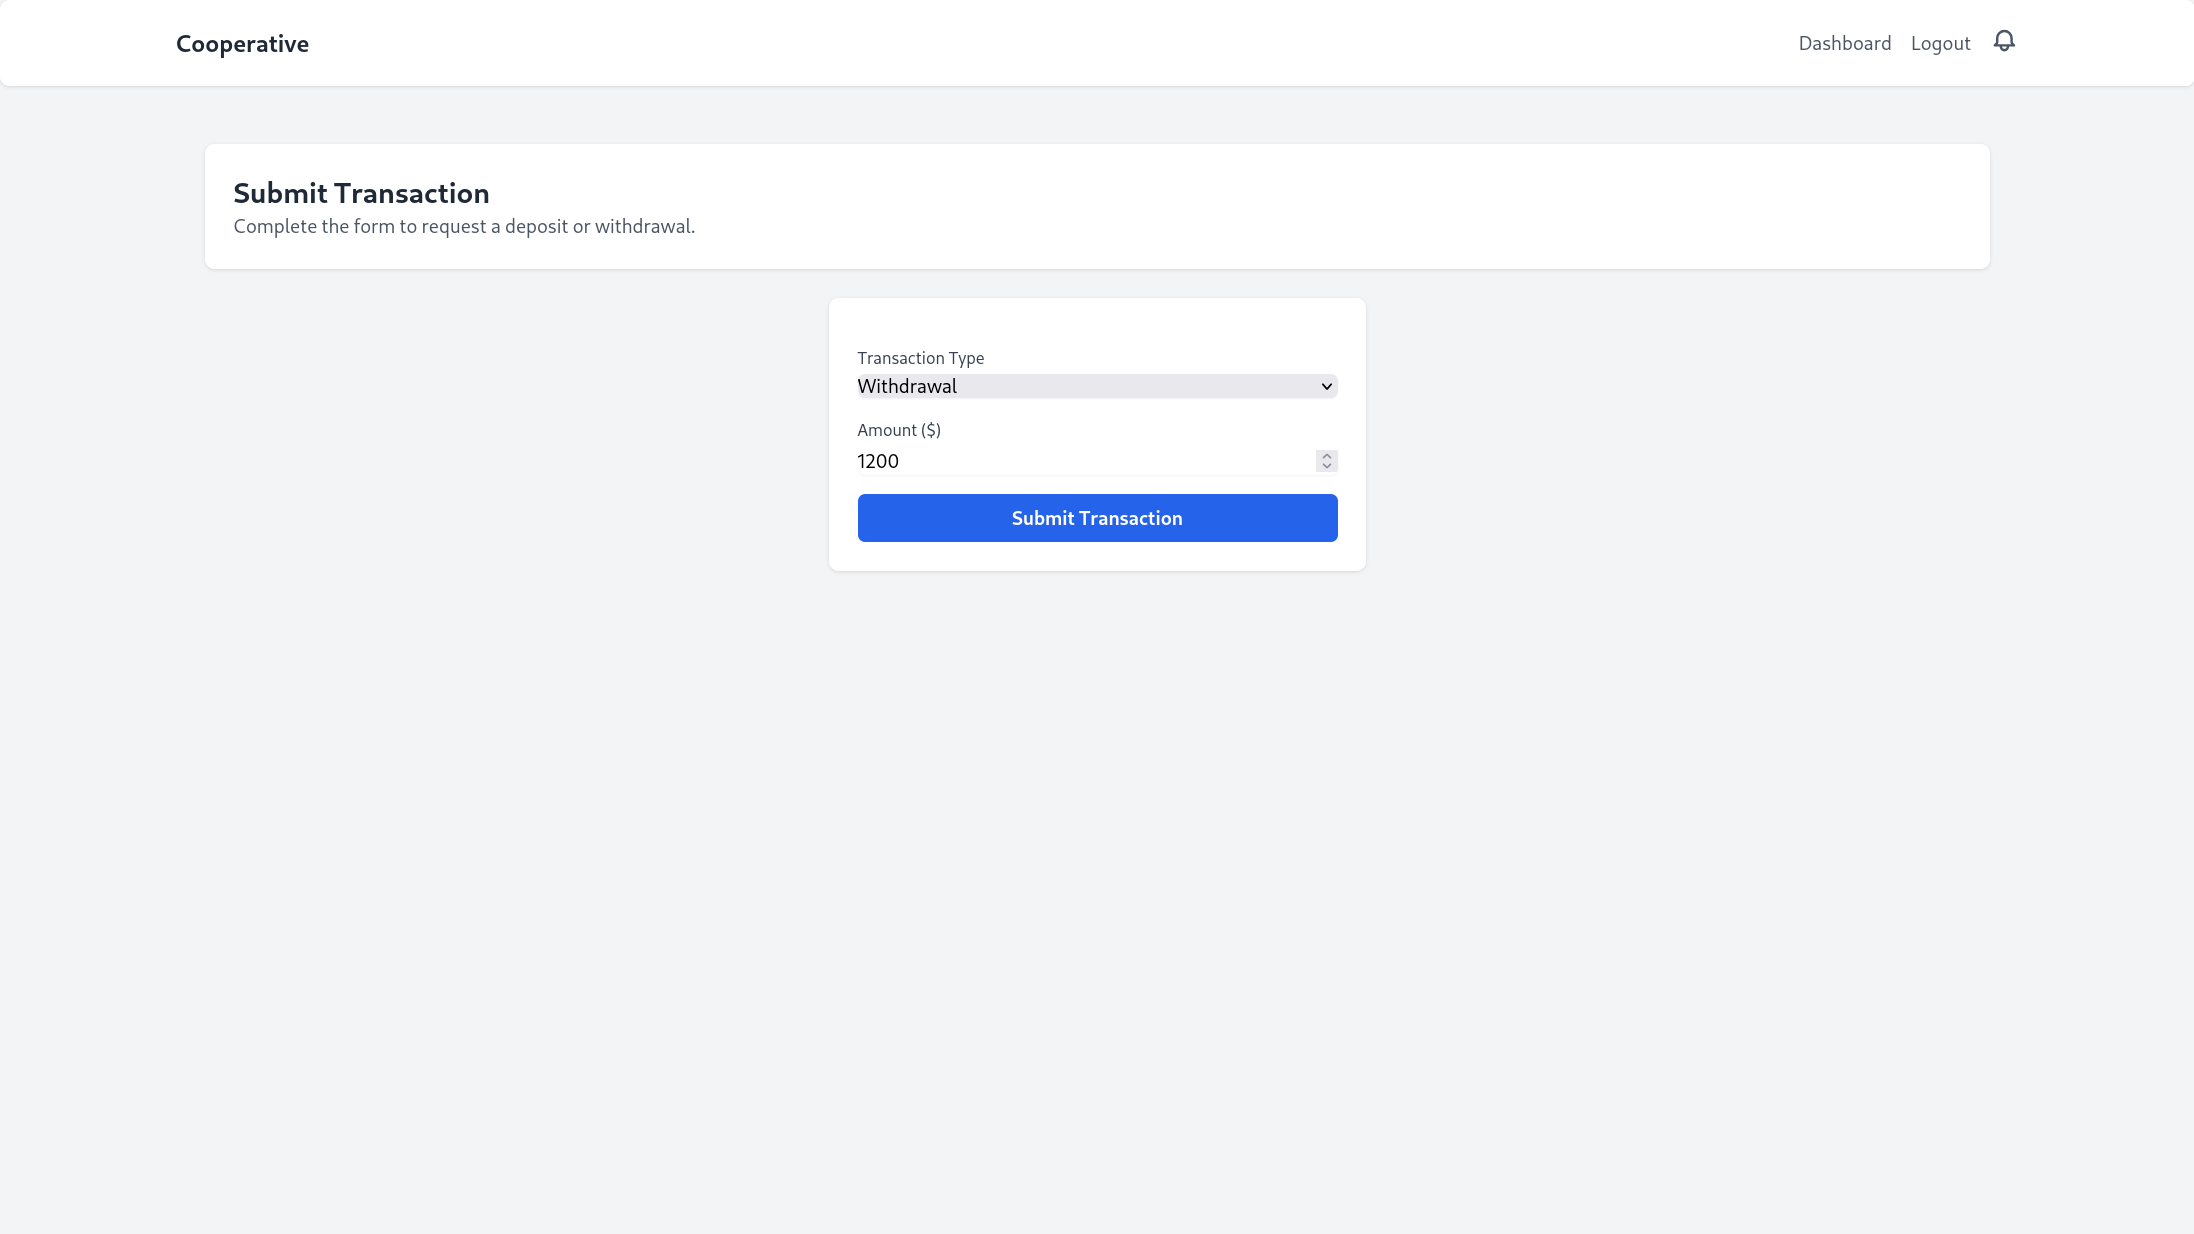 Cooperative
Dashboard Logout
Submit Transaction
Complete the form to request a deposit or withdrawal.
Transaction Type
Withdrawal
Amount ($)
1200
Submit Transaction